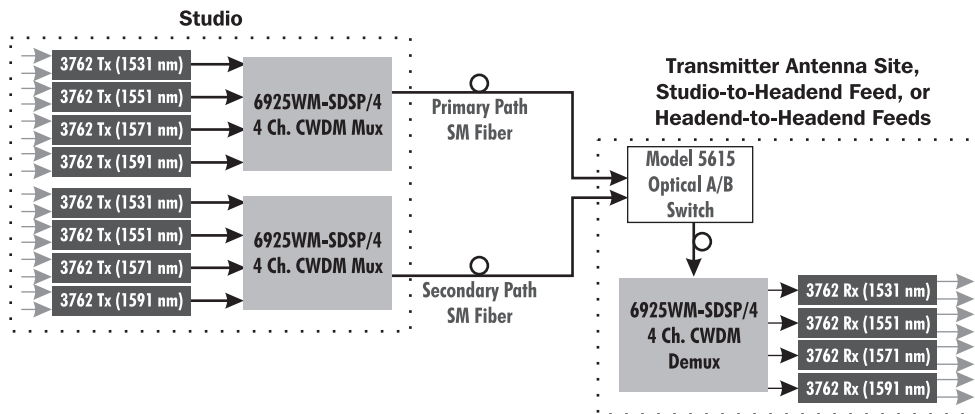 Studio
3762 Tx (1531 nm)
3762 Tx (1551 nm)
3762 Tx (1571 nm)
3762 Tx (1591 nm)
6925WM-SDSP/4
4 Ch. CWDM Mux
3762 Tx (1531 nm)
3762 Tx (1551 nm)
3762 Tx (1571 nm)
3762 Tx (1591 nm)
6925WM-SDSP/4
4 Ch. CWDM Mux
Primary Path
SM Fiber
Secondary Path
SM Fiber
Transmitter Antenna Site,
Studio-to-Headend Feed, or
Headend-to-Headend Feeds
Model 5615
Optical A/B
Switch
6925WM-SDSP/4
4 Ch. CWDM
Demux
3762 Rx (1531 nm)
3762 Rx (1551 nm)
3762 Rx (1571 nm)
3762 Rx (1591 nm)